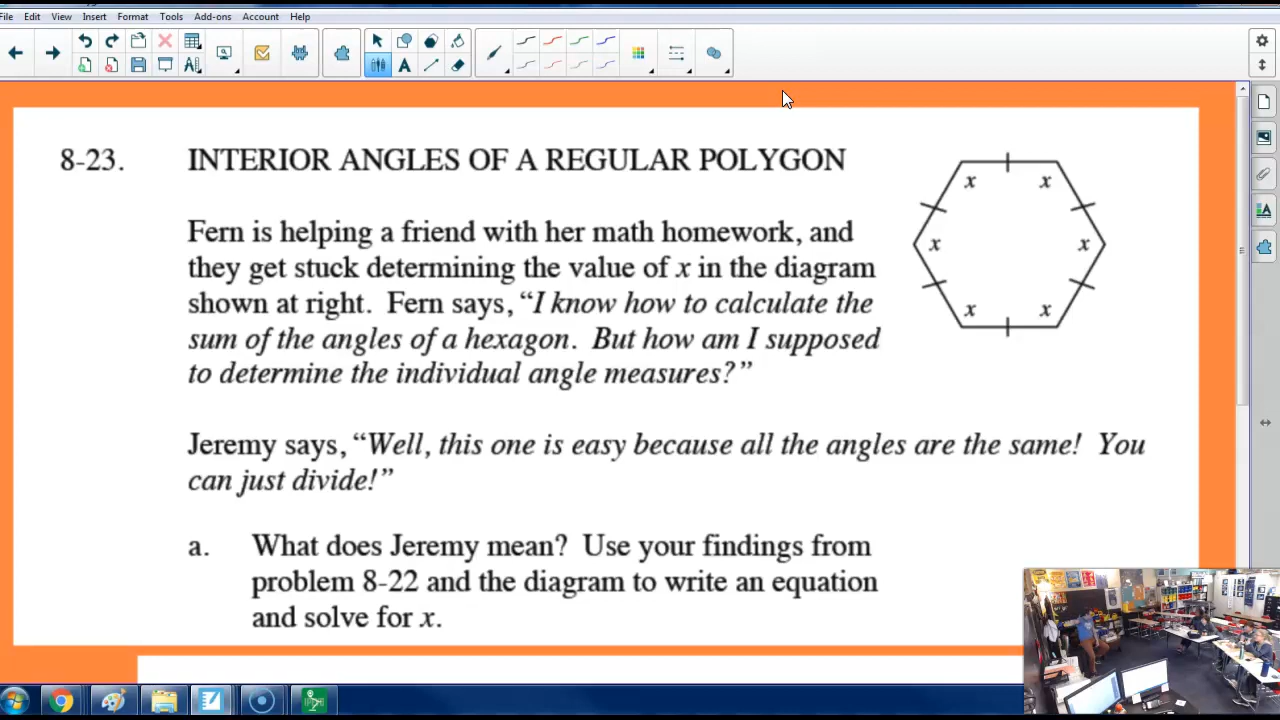 File Edit View Insert Format Tools Add-ons Account Help
8-23. INTERIOR ANGLES OF A REGULAR POLYGON
Fern is helping a friend with her math homework, and
they get stuck determining the value of x in the diagram
shown at right. Fern says, “I know how to calculate the
sum of the angles of a hexagon. But how am I supposed
to determine the individual angle measures?”
x x
x x
x x
Jeremy says, “Well, this one is easy because all the angles are the same! You
can just divide!”
a. What does Jeremy mean? Use your findings from
problem 8-22 and the diagram to write an equation
and solve for x.